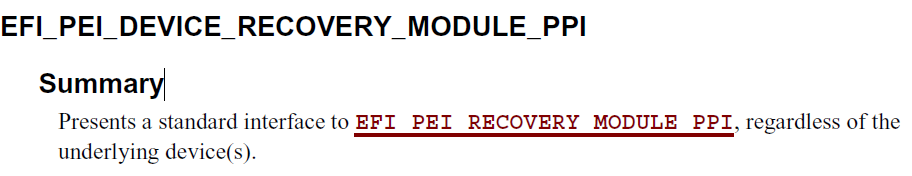 EFI_PEI_DEVICE_RECOVERY_MODULE_PPI
Summary
Presents a standard interface to EFI_PEI_RECOVERY_MODULE_PPI, regardless of the
underlying device(s).